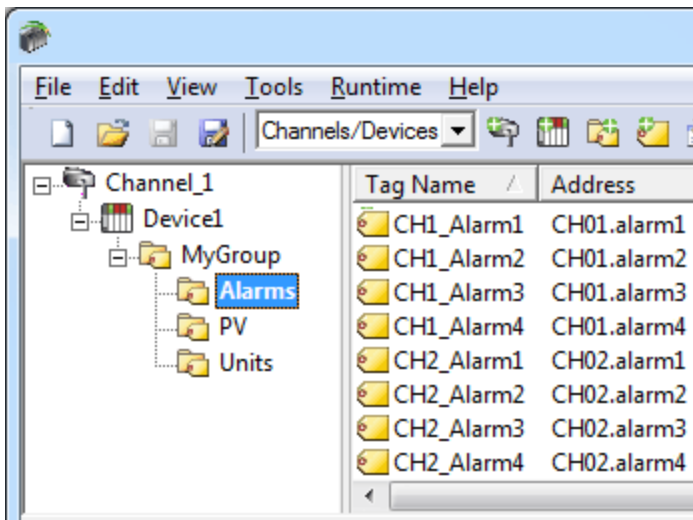 File Edit View Tools Runtime Help
Channels/Devices
Channel_1
Device1
MyGroup
Alarms
PV
Units
Tag Name Address
CH1_Alarm1 CH01.alarm1
CH1_Alarm2 CH01.alarm2
CH1_Alarm3 CH01.alarm3
CH1_Alarm4 CH01.alarm4
CH2_Alarm1 CH02.alarm1
CH2_Alarm2 CH02.alarm2
CH2_Alarm3 CH02.alarm3
CH2_Alarm4 CH02.alarm4